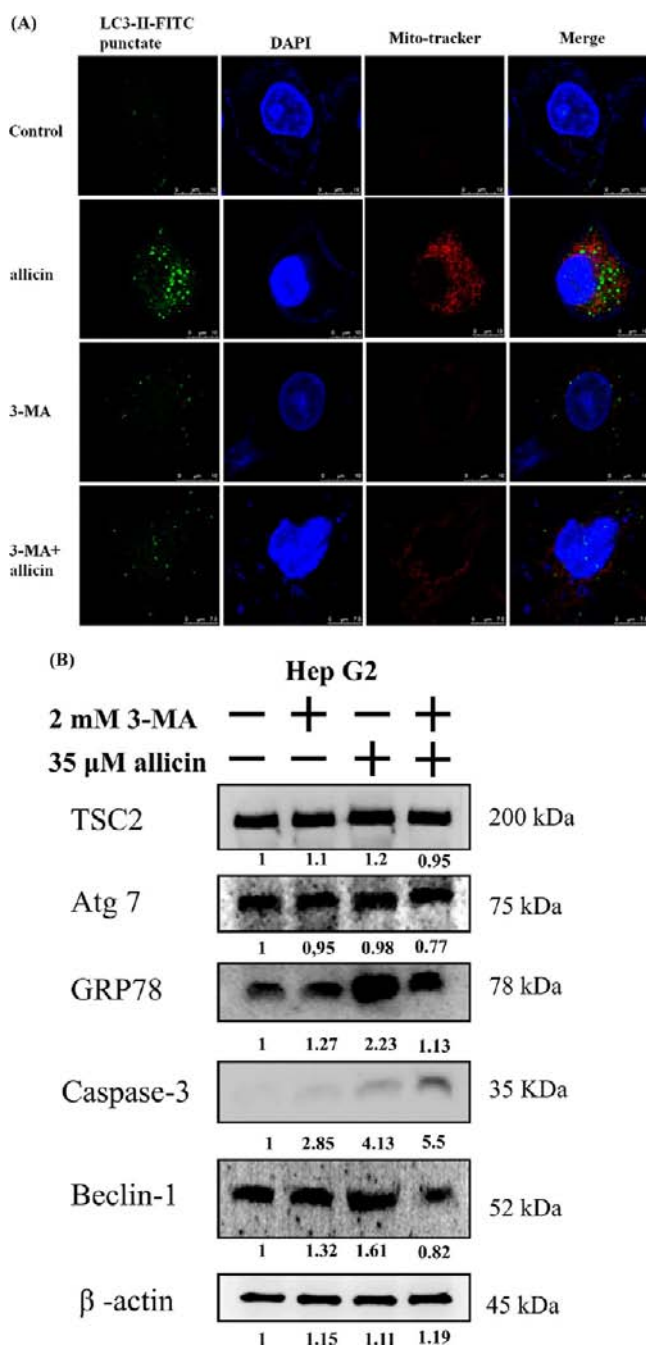 (A)
LC3-II-FITC punctate DAPI Mito-tracker Merge
Control
allicin
3-MA
3-MA+ allicin
(B)
Hep G2
2 mM 3-MA — + — +
35 μM allicin — — + +
TSC2 200 kDa
1 1.1 1.2 0.95
Atg 7 75 kDa
1 0,95 0.98 0.77
GRP78 78 kDa
1 1.27 2.23 1.13
Caspase-3 35 KDa
1 2.85 4.13 5.5
Beclin-1 52 kDa
1 1.32 1.61 0.82
β -actin 45 kDa
1 1.15 1.11 1.19